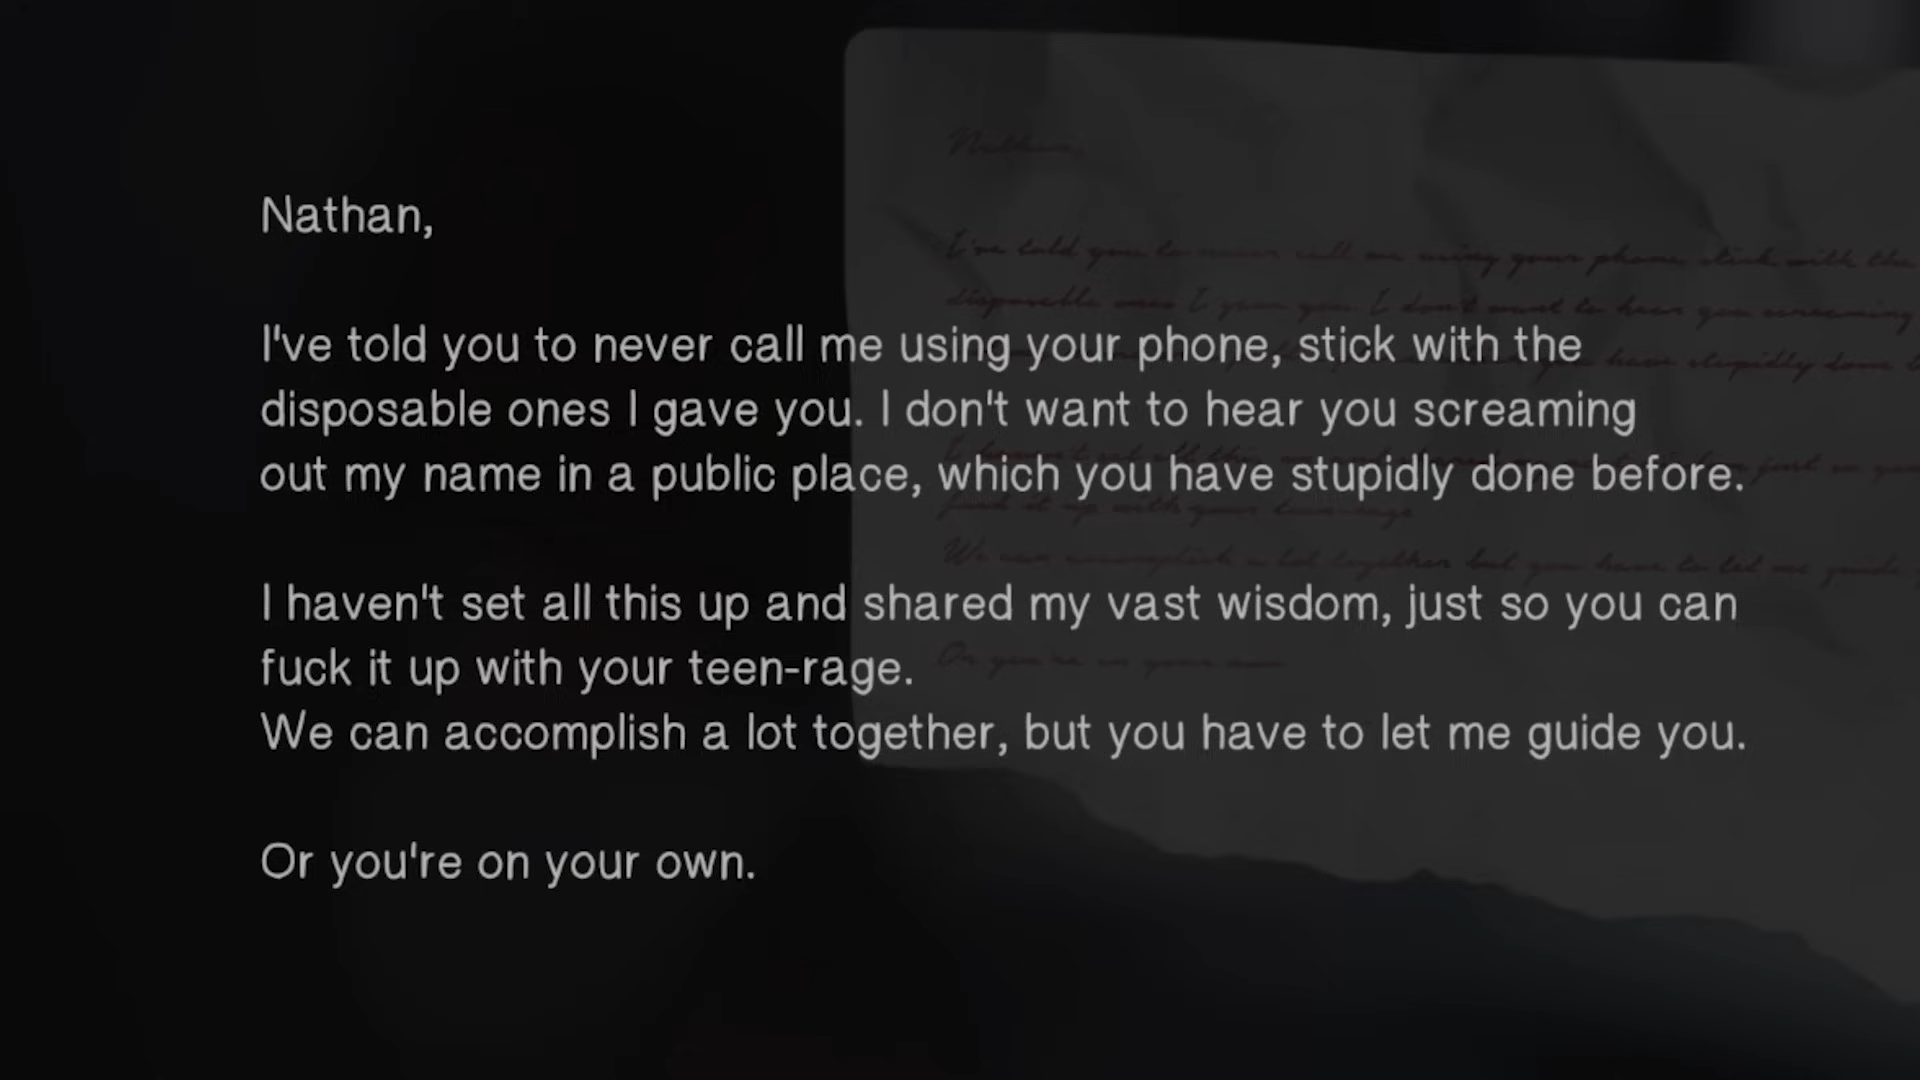 Nathan,
I've told you to never call me using your phone, stick with the
disposable ones I gave you. I don't want to hear you screaming
out my name in a public place, which you have stupidly done before.
I haven't set all this up and shared my vast wisdom, just so you can
fuck it up with your teen-rage.
We can accomplish a lot together, but you have to let me guide you.
Or you're on your own.